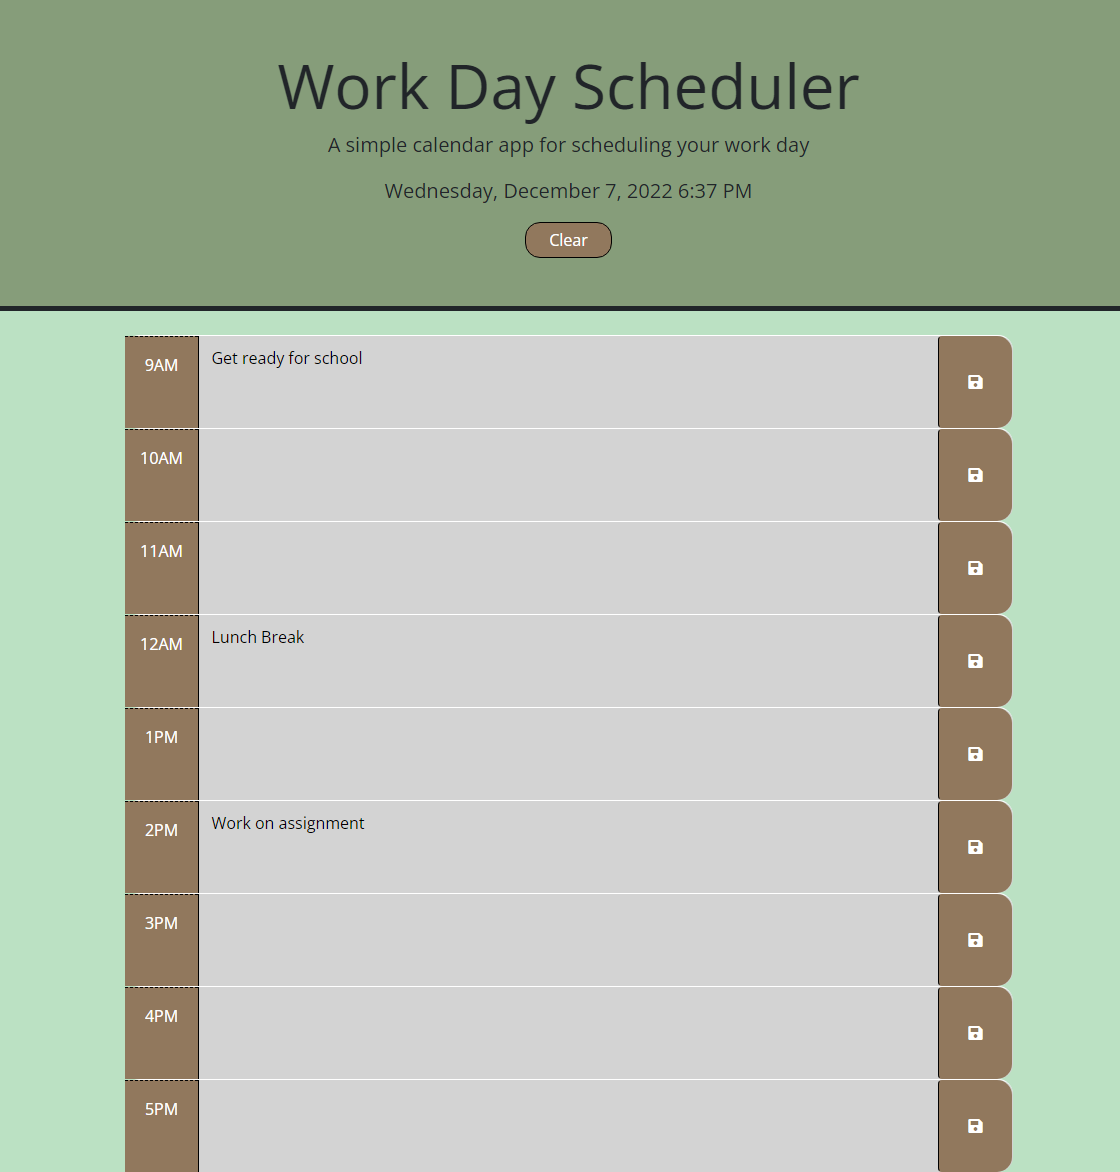 Work Day Scheduler
A simple calendar app for scheduling your work day
Wednesday, December 7, 2022 6:37 PM
Clear
9AM Get ready for school
10AM
11AM
12AM Lunch Break
1PM
2PM Work on assignment
3PM
4PM
5PM